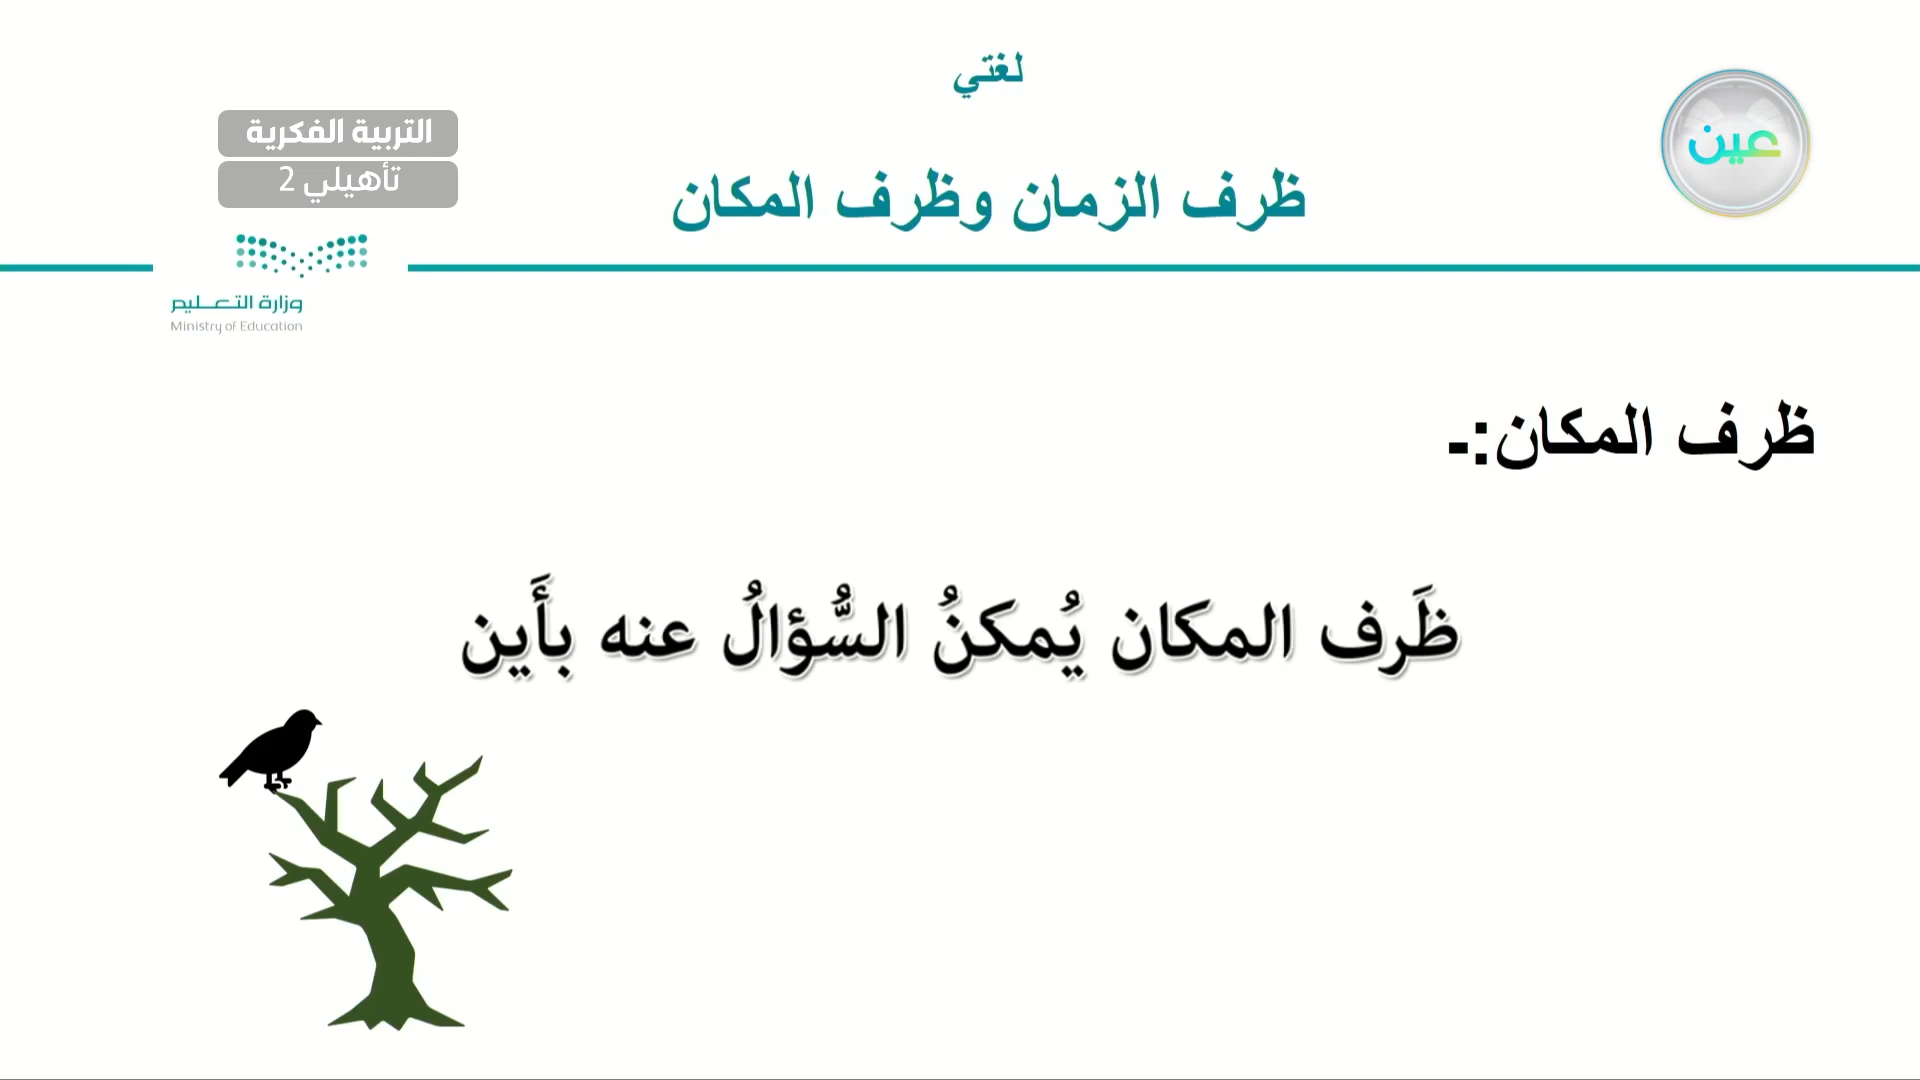 لغتي
عين
التربية الفكرية
تأهيلي 2
ظرف الزمان وظرف المكان
وزارة التعليم
Ministry of Education
ظرف المكان:-
ظَرف المكان يُمكنُ السُّؤالُ عنه بأَين